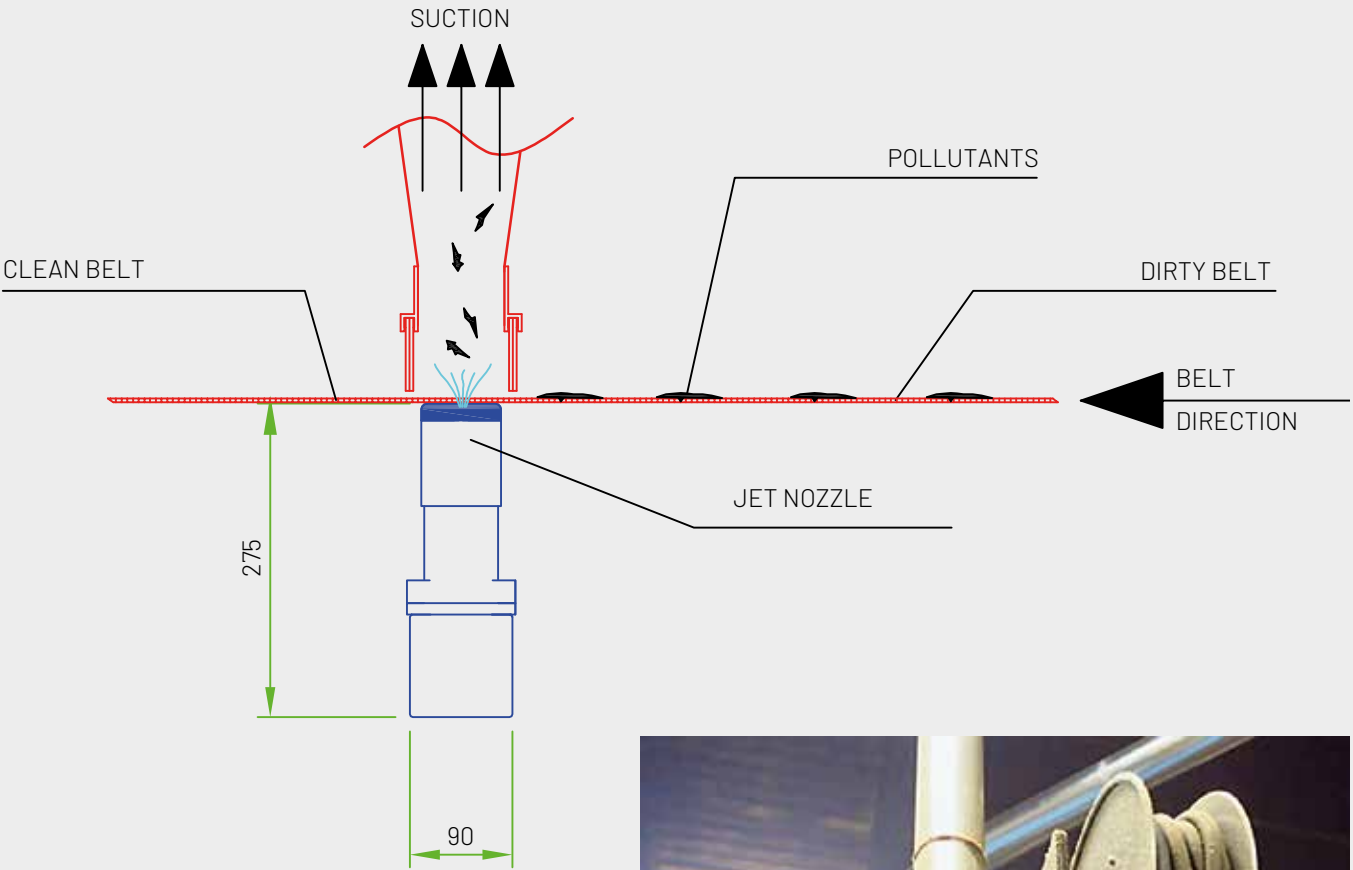 SUCTION
POLLUTANTS
CLEAN BELT
DIRTY BELT
BELT
DIRECTION
JET NOZZLE
275
90